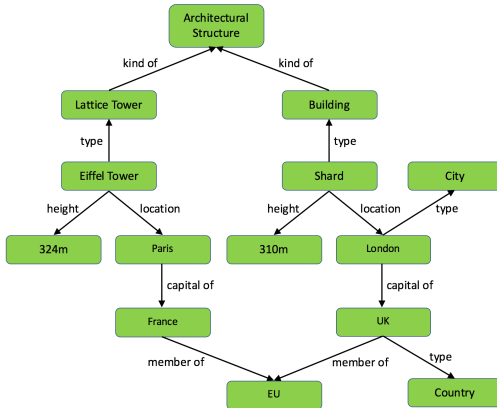 Architectural
Structure
kind of
kind of
Lattice Tower
Building
type
type
Eiffel Tower
Shard
City
height
location
height
location
type
324m
Paris
310m
London
capital of
capital of
France
UK
member of
member of
type
EU
Country